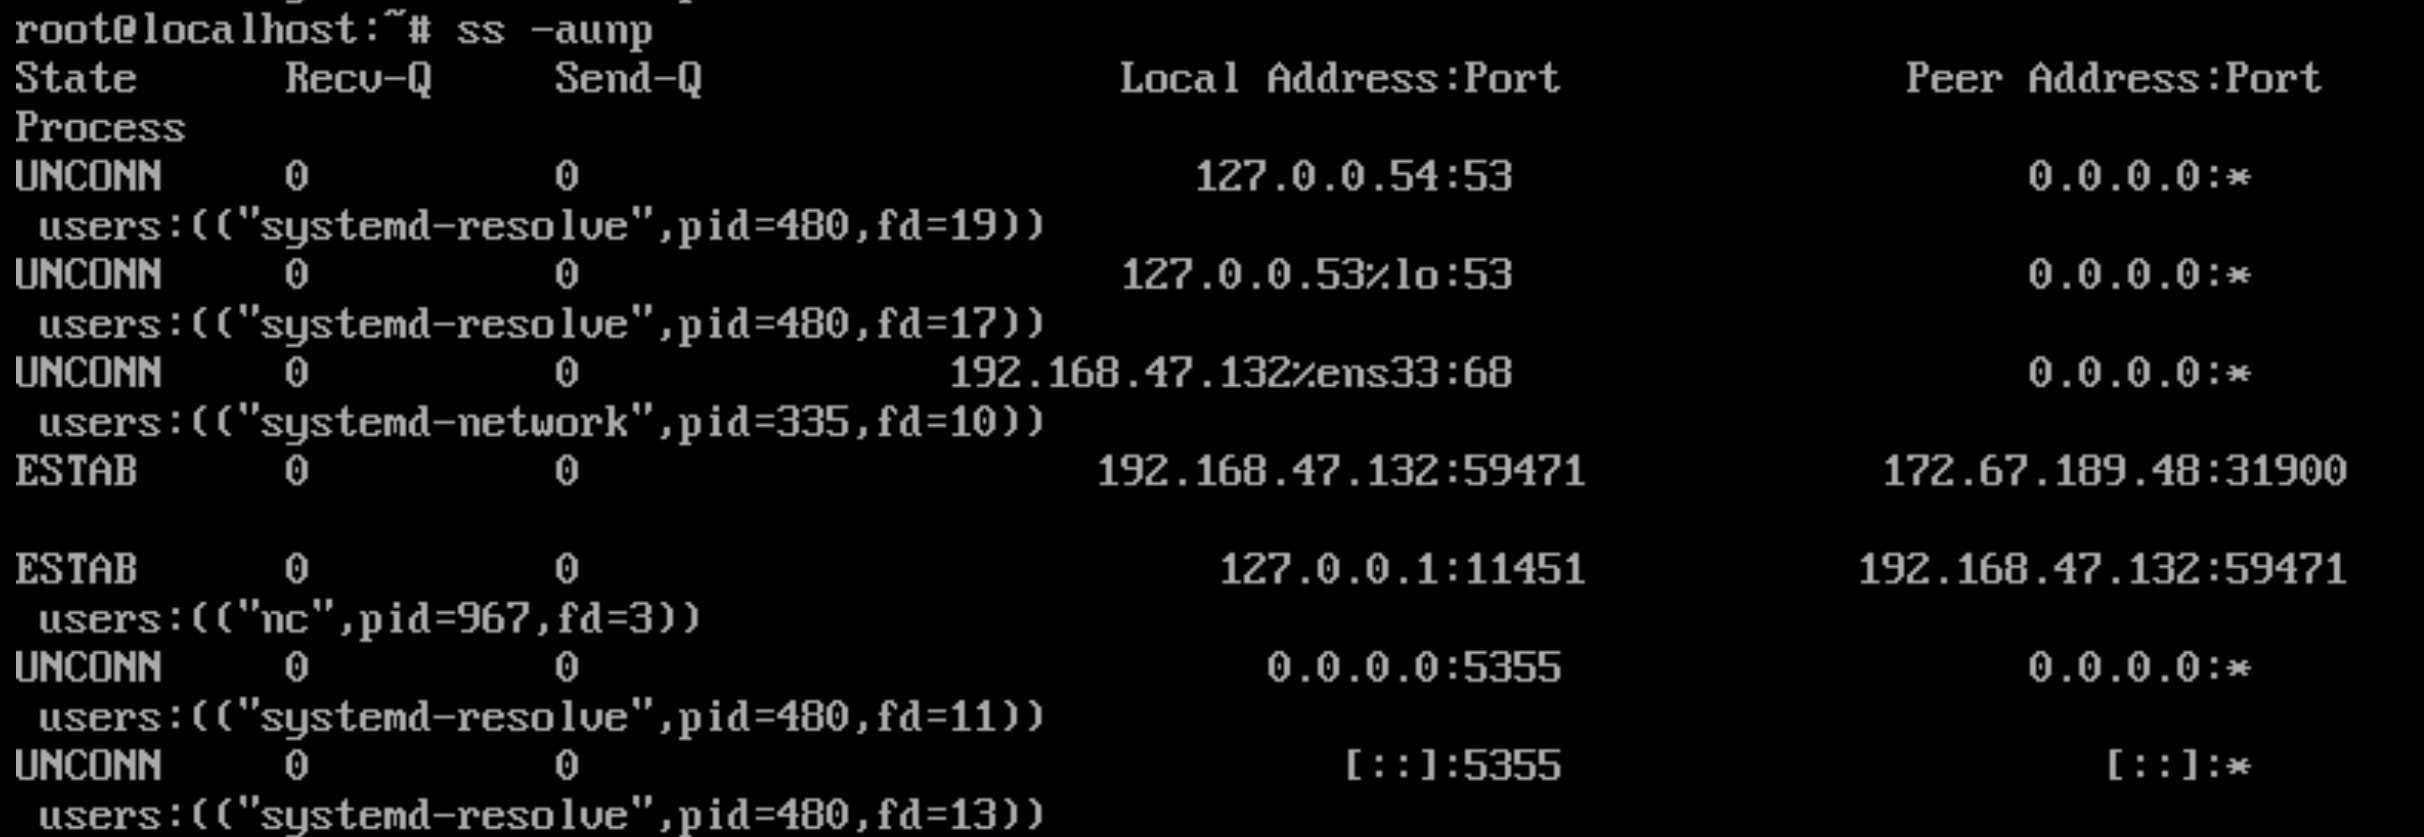 root@localhost:~# ss -aunp
State Recv-Q Send-Q Local Address:Port Peer Address:Port
Process
UNCONN 0 0 127.0.0.54:53 0.0.0.0:*
users:(("systemd-resolve",pid=480,fd=19))
UNCONN 0 0 127.0.0.53%lo:53 0.0.0.0:*
users:(("systemd-resolve",pid=480,fd=17))
UNCONN 0 0 192.168.47.132%ens33:68 0.0.0.0:*
users:(("systemd-network",pid=335,fd=10))
ESTAB 0 0 192.168.47.132:59471 172.67.189.48:31900
ESTAB 0 0 127.0.0.1:11451 192.168.47.132:59471
users:(("nc",pid=967,fd=3))
UNCONN 0 0 0.0.0.0:5355 0.0.0.0:*
users:(("systemd-resolve",pid=480,fd=11))
UNCONN 0 0 [::]:5355 [::]:*
users:(("systemd-resolve",pid=480,fd=13))